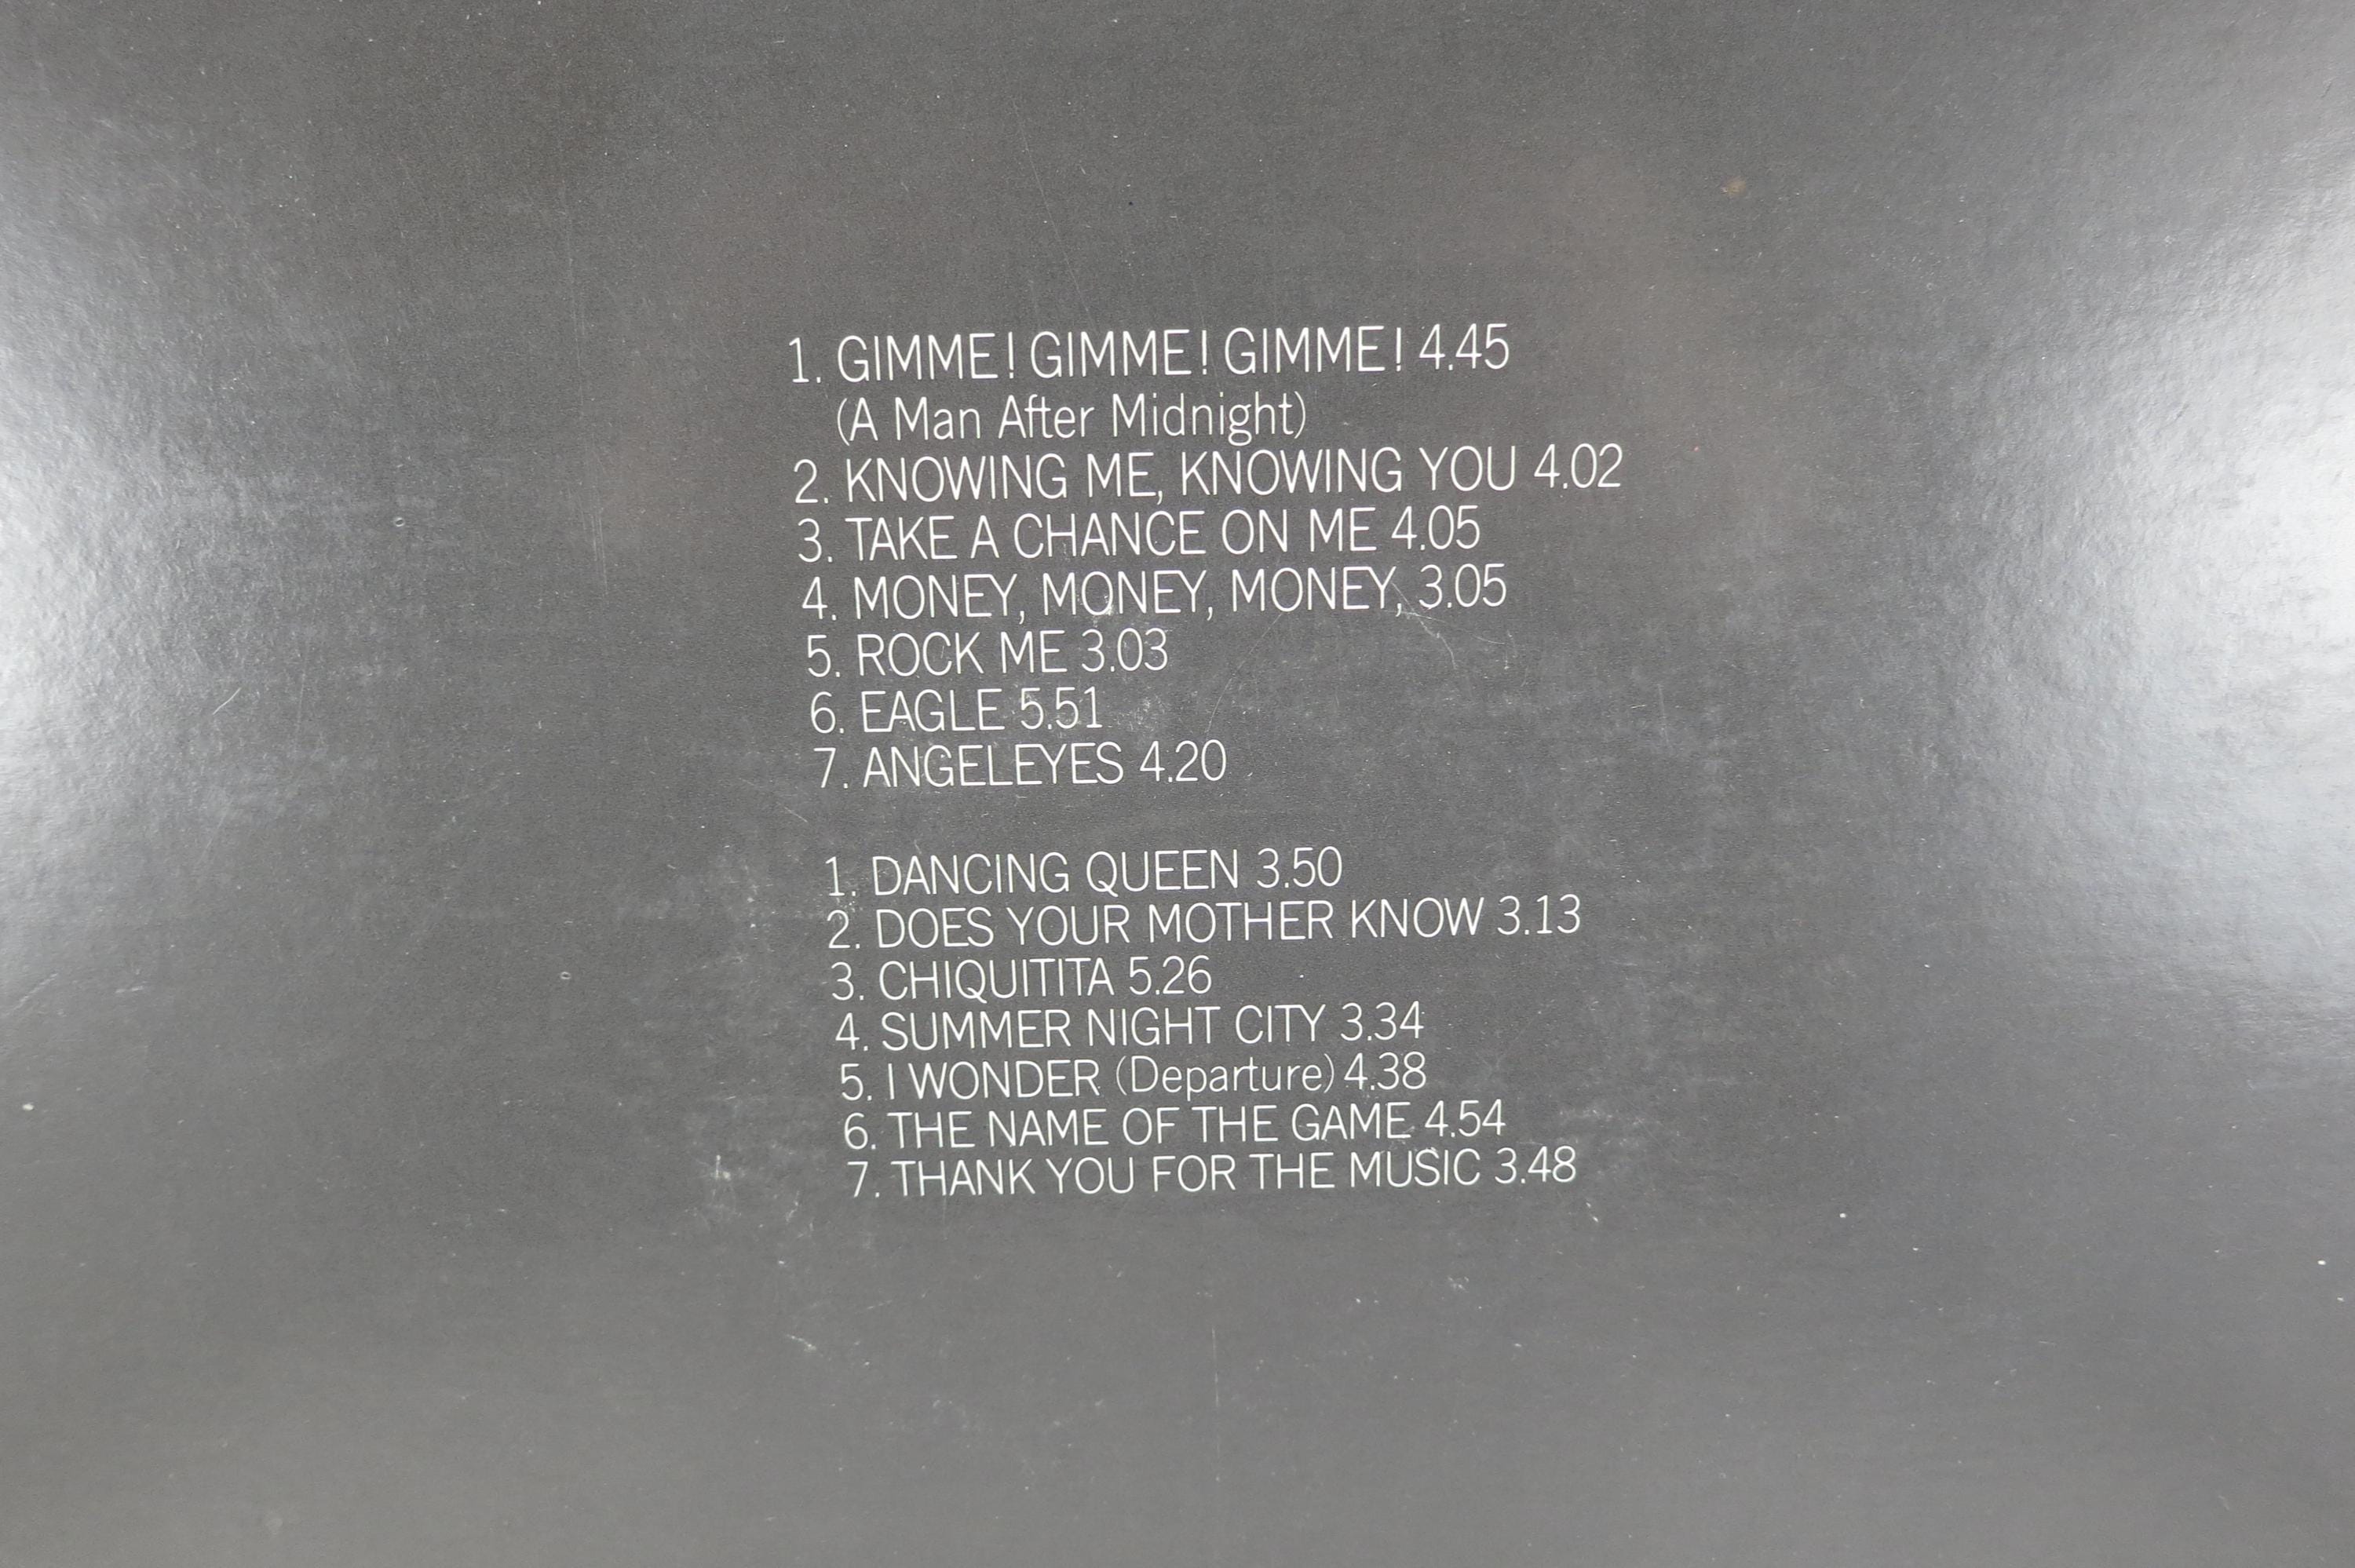 1. GIMME! GIMME! GIMME! 4.45
(A Man After Midnight)
2. KNOWING ME, KNOWING YOU 4.02
3. TAKE A CHANCE ON ME 4.05
4. MONEY, MONEY, MONEY, 3.05
5. ROCK ME 3.03
6. EAGLE 5.51
7. ANGELEYES 4.20
1. DANCING QUEEN 3.50
2. DOES YOUR MOTHER KNOW 3.13
3. CHIQUITITA 5.26
4. SUMMER NIGHT CITY 3.34
5. I WONDER (Departure) 4.38
6. THE NAME OF THE GAME 4.54
7. THANK YOU FOR THE MUSIC 3.48